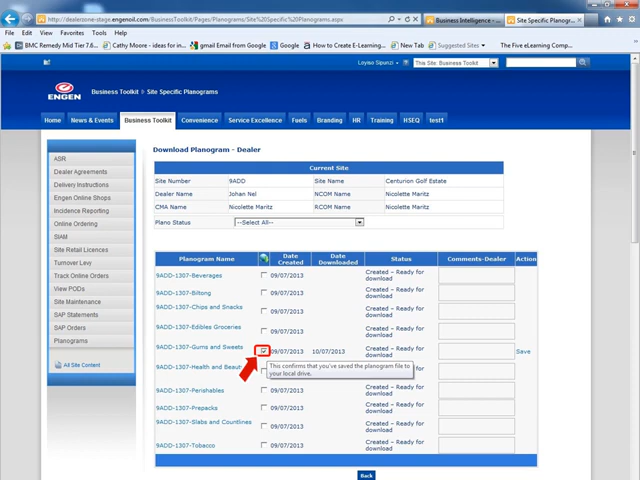 http://dealerzone-stage.engenoil.com/BusinessToolkit/Pages/Planograms/Site%20Specific%20Planograms.aspx
Business Intelligence - ...
Site Specific Planogr...
File Edit View Favorites Tools Help
BMC Remedy Mid Tier 7.6... Cathy Moore - ideas for in... gmail Email from Google Google How to Create E-Learning... New Tab Suggested Sites The Five eLearning Comp...
Loyiso Sipunzi
This Site: Business Toolkit
ENGEN
Business Toolkit Site Specific Planograms
Home News & Events Business Toolkit Convenience Service Excellence Fuels Branding HR Training HSEQ test1
ASR
Dealer Agreements
Delivery Instructions
Engen Online Shops
Incidence Reporting
Online Ordering
SIAM
Site Retail Licences
Turnover Levy
Track Online Orders
View PODs
Site Maintenance
SAP Statements
SAP Orders
Planograms
All Site Content
Download Planogram - Dealer
Current Site
Site Number 9ADD Site Name Centurion Golf Estate
Dealer Name Johan Nel NCOM Name Nicolette Maritz
CMA Name Nicolette Maritz RCOM Name Nicolette Maritz
Plano Status --Select All--
Planogram Name Date Created Date Downloaded Status Comments-Dealer Action
9ADD-1307-Beverages 09/07/2013 Created – Ready for download
9ADD-1307-Biltong 09/07/2013 Created – Ready for download
9ADD-1307-Chips and Snacks 09/07/2013 Created – Ready for download
9ADD-1307-Edibles Groceries 09/07/2013 Created – Ready for download
9ADD-1307-Gums and Sweets 09/07/2013 10/07/2013 Created – Ready for download Save
9ADD-1307-Health and Beauty
This confirms that you've saved the planogram file to
your local drive.
9ADD-1307-Perishables 09/07/2013 Created – Ready for download
9ADD-1307-Prepacks 09/07/2013 Created – Ready for download
9ADD-1307-Slabs and Countlines 09/07/2013 Created – Ready for download
9ADD-1307-Tobacco 09/07/2013 Created – Ready for download
Back